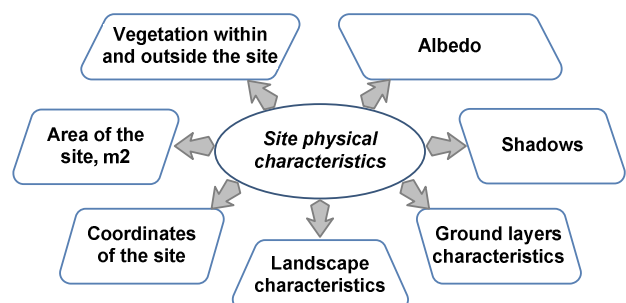 Vegetation within
and outside the site
Albedo
Area of the
site, m2
Site physical
characteristics
Shadows
Coordinates
of the site
Landscape
characteristics
Ground layers
characteristics